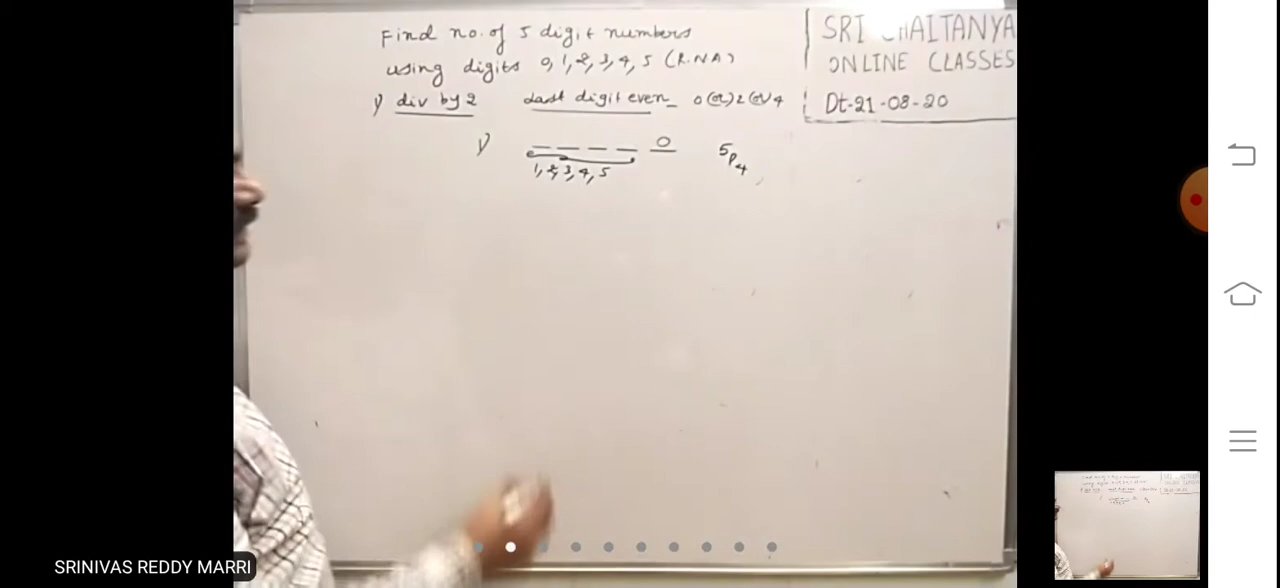 Find no. of 5 digit numbers
using digits 0, 1, 2, 3, 4, 5 (R.N.A)
1) div by 2 Last digit even 0 (or) 2 (or) 4
1) _ _ _ _ 0 5P4
1, 2, 3, 4, 5
SRI CHAITANYA
ONLINE CLASSES
Dt-21-08-20
SRINIVAS REDDY MARRI